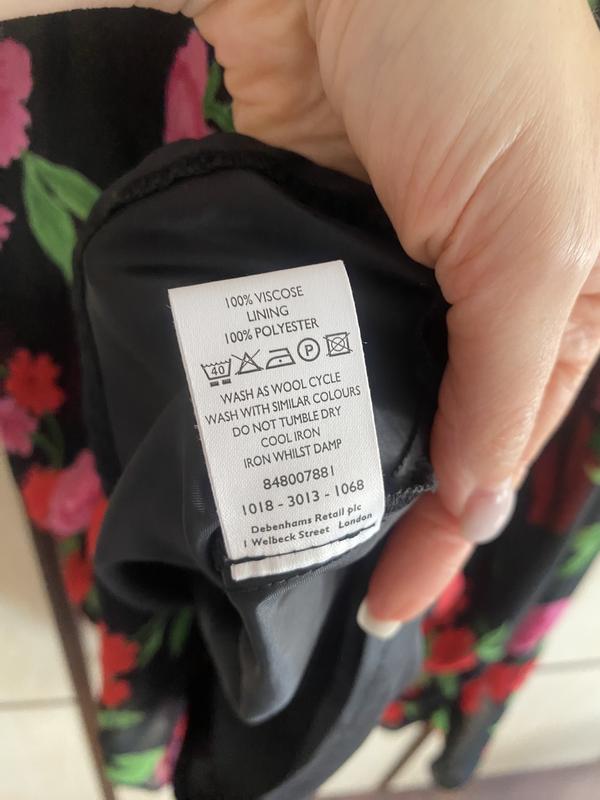 100% VISCOSE
LINING
100% POLYESTER
40 P
WASH AS WOOL CYCLE
WASH WITH SIMILAR COLOURS
DO NOT TUMBLE DRY
COOL IRON
IRON WHILST DAMP
848007881
1018 - 3013 - 1068
Debenhams Retail plc
1 Welbeck Street London